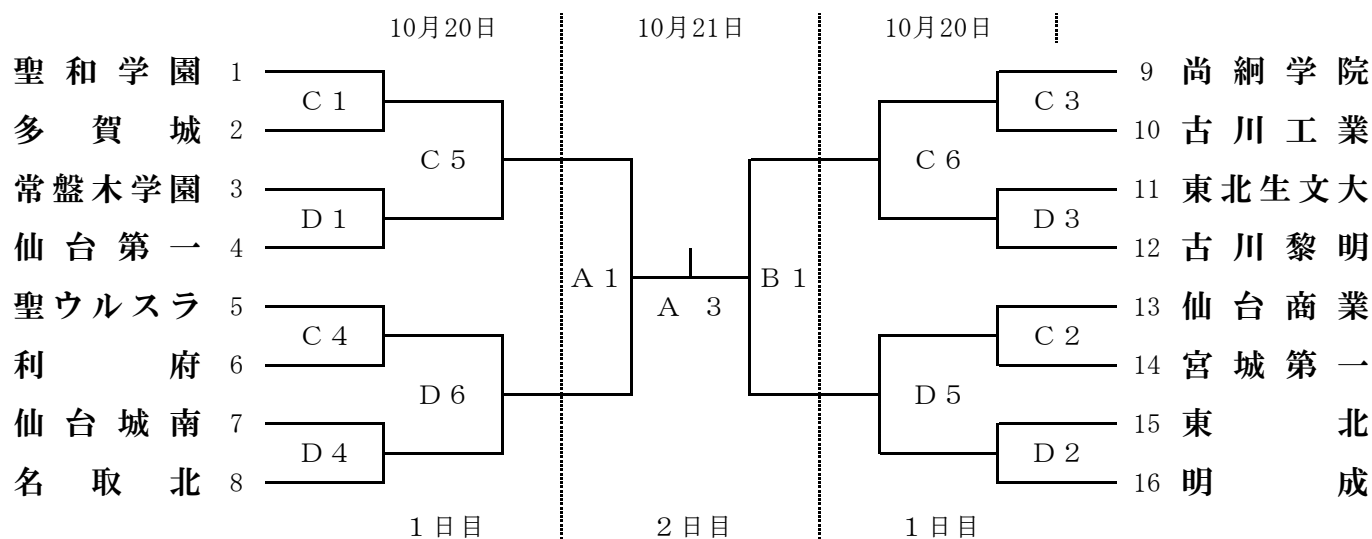 10月20日 10月21日 10月20日
聖和学園 1 9 尚絅学院
C1 C3
多賀城 2 10 古川工業
C5 C6
常盤木学園 3 11 東北生文大
D1 D3
仙台第一 4 12 古川黎明
A1 B1
A 3
聖ウルスラ 5 13 仙台商業
C4 C2
利府 6 14 宮城第一
D6 D5
仙台城南 7 15 東北
D4 D2
名取北 8 16 明成
1日目 2日目 1日目